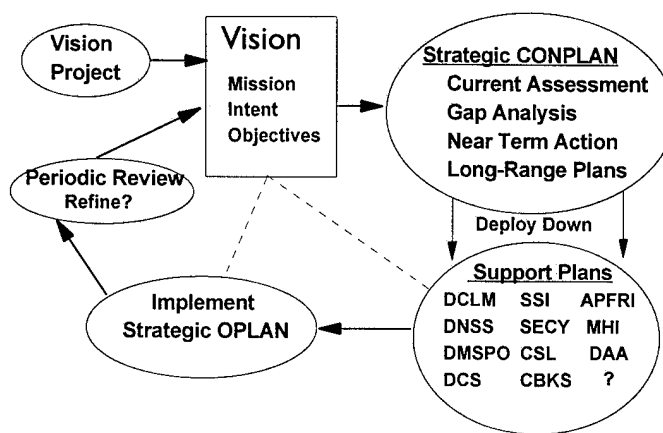 Vision
Project
Vision
Mission
Intent
Objectives
Strategic CONPLAN
Current Assessment
Gap Analysis
Near Term Action
Long-Range Plans
Periodic Review
Refine?
Deploy Down
Support Plans
DCLM SSI APFRI
DNSS SECY MHI
DMSPO CSL DAA
DCS CBKS ?
Implement
Strategic OPLAN